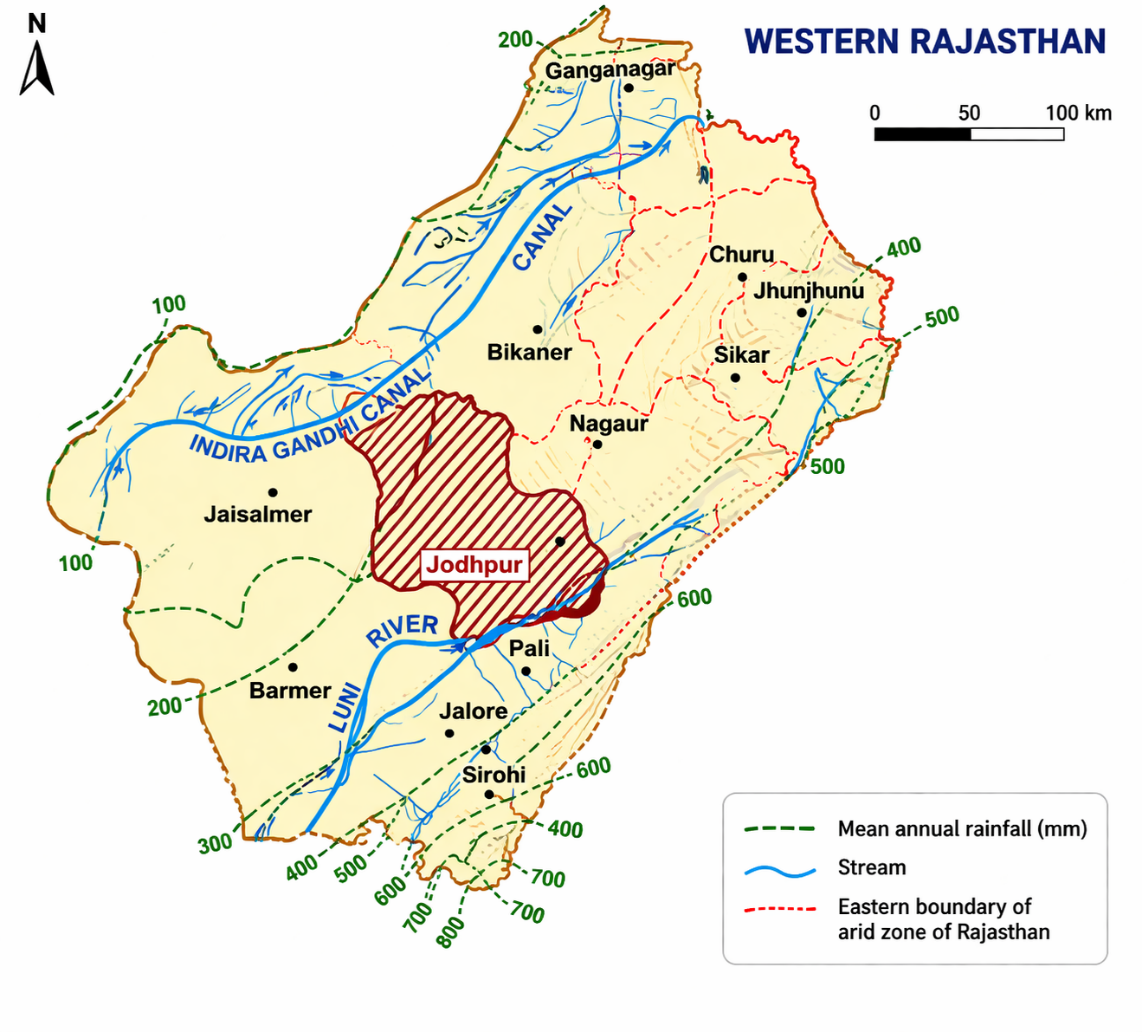 N
WESTERN RAJASTHAN
0 50 100 km
200
Ganganagar
CANAL
Churu
400
Jhunjhunu
100
500
Bikaner
Sikar
INDIRA GANDHI CANAL
Nagaur
500
Jaisalmer
100
Jodhpur
600
RIVER
Pali
Barmer
LUNI
200
Jalore
600
Sirohi
300
400
400
500
600
700
700
700
800
Mean annual rainfall (mm)
Stream
Eastern boundary of
arid zone of Rajasthan